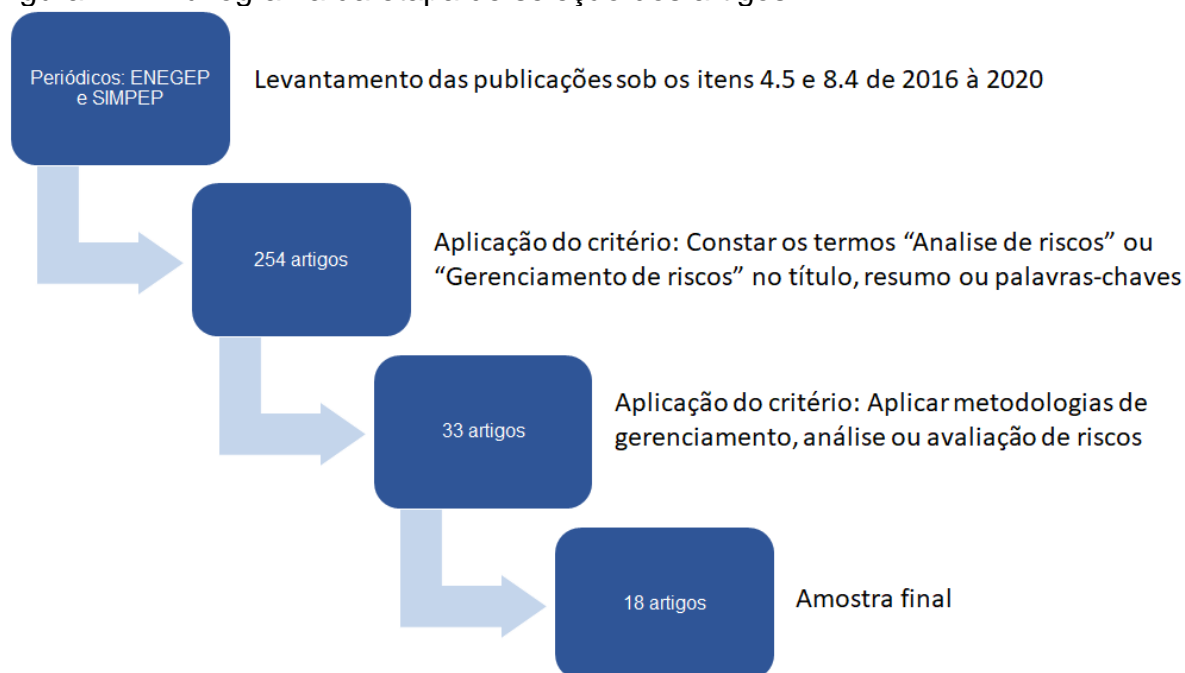 Periódicos: ENEGEP
e SIMPEP
Levantamento das publicações sob os itens 4.5 e 8.4 de 2016 à 2020
254 artigos
Aplicação do critério: Constar os termos “Analise de riscos” ou
“Gerenciamento de riscos” no título, resumo ou palavras-chaves
33 artigos
Aplicação do critério: Aplicar metodologias de
gerenciamento, análise ou avaliação de riscos
18 artigos
Amostra final